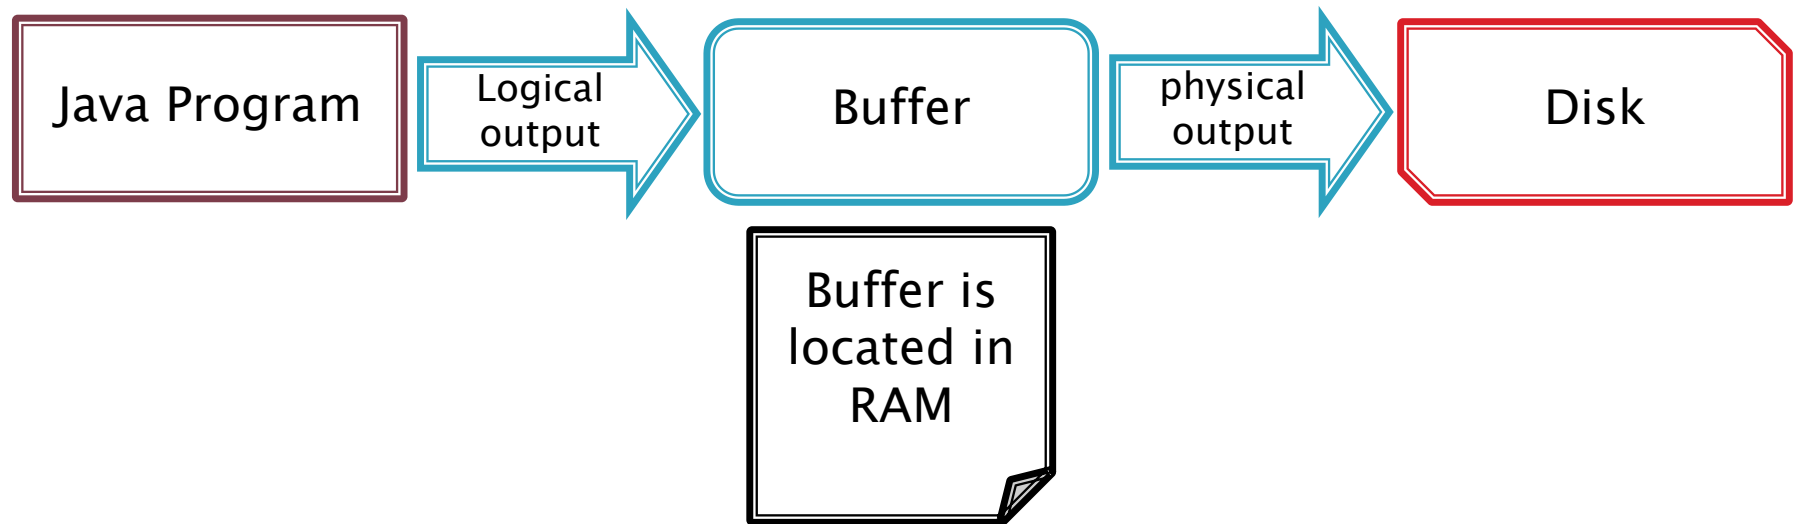 Java Program
Logical
output
Buffer
physical
output
Disk
Buffer is
located in
RAM